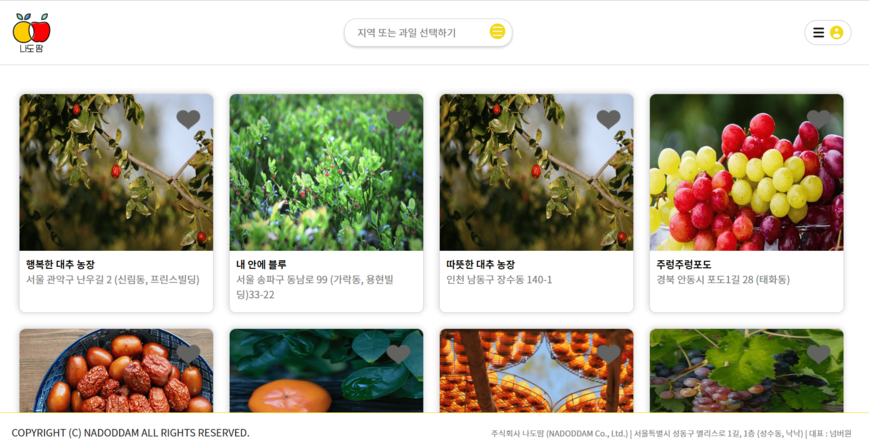 나도땀
지역 또는 과일 선택하기
행복한 대추 농장
서울 관악구 난우길 2 (신림동, 프린스빌딩)
내 안에 블루
서울 송파구 동남로 99 (가락동, 용현빌
딩)33-22
따뜻한 대추 농장
인천 남동구 장수동 140-1
주렁주렁포도
경북 안동시 포도1길 28 (태화동)
COPYRIGHT (C) NADODDAM ALL RIGHTS RESERVED.
주식회사 나도땀 (NADODDAM Co., Ltd.) | 서울특별시 성동구 엘리스로 1길, 1층 (성수동, 낙낙) | 대표 : 넘버원